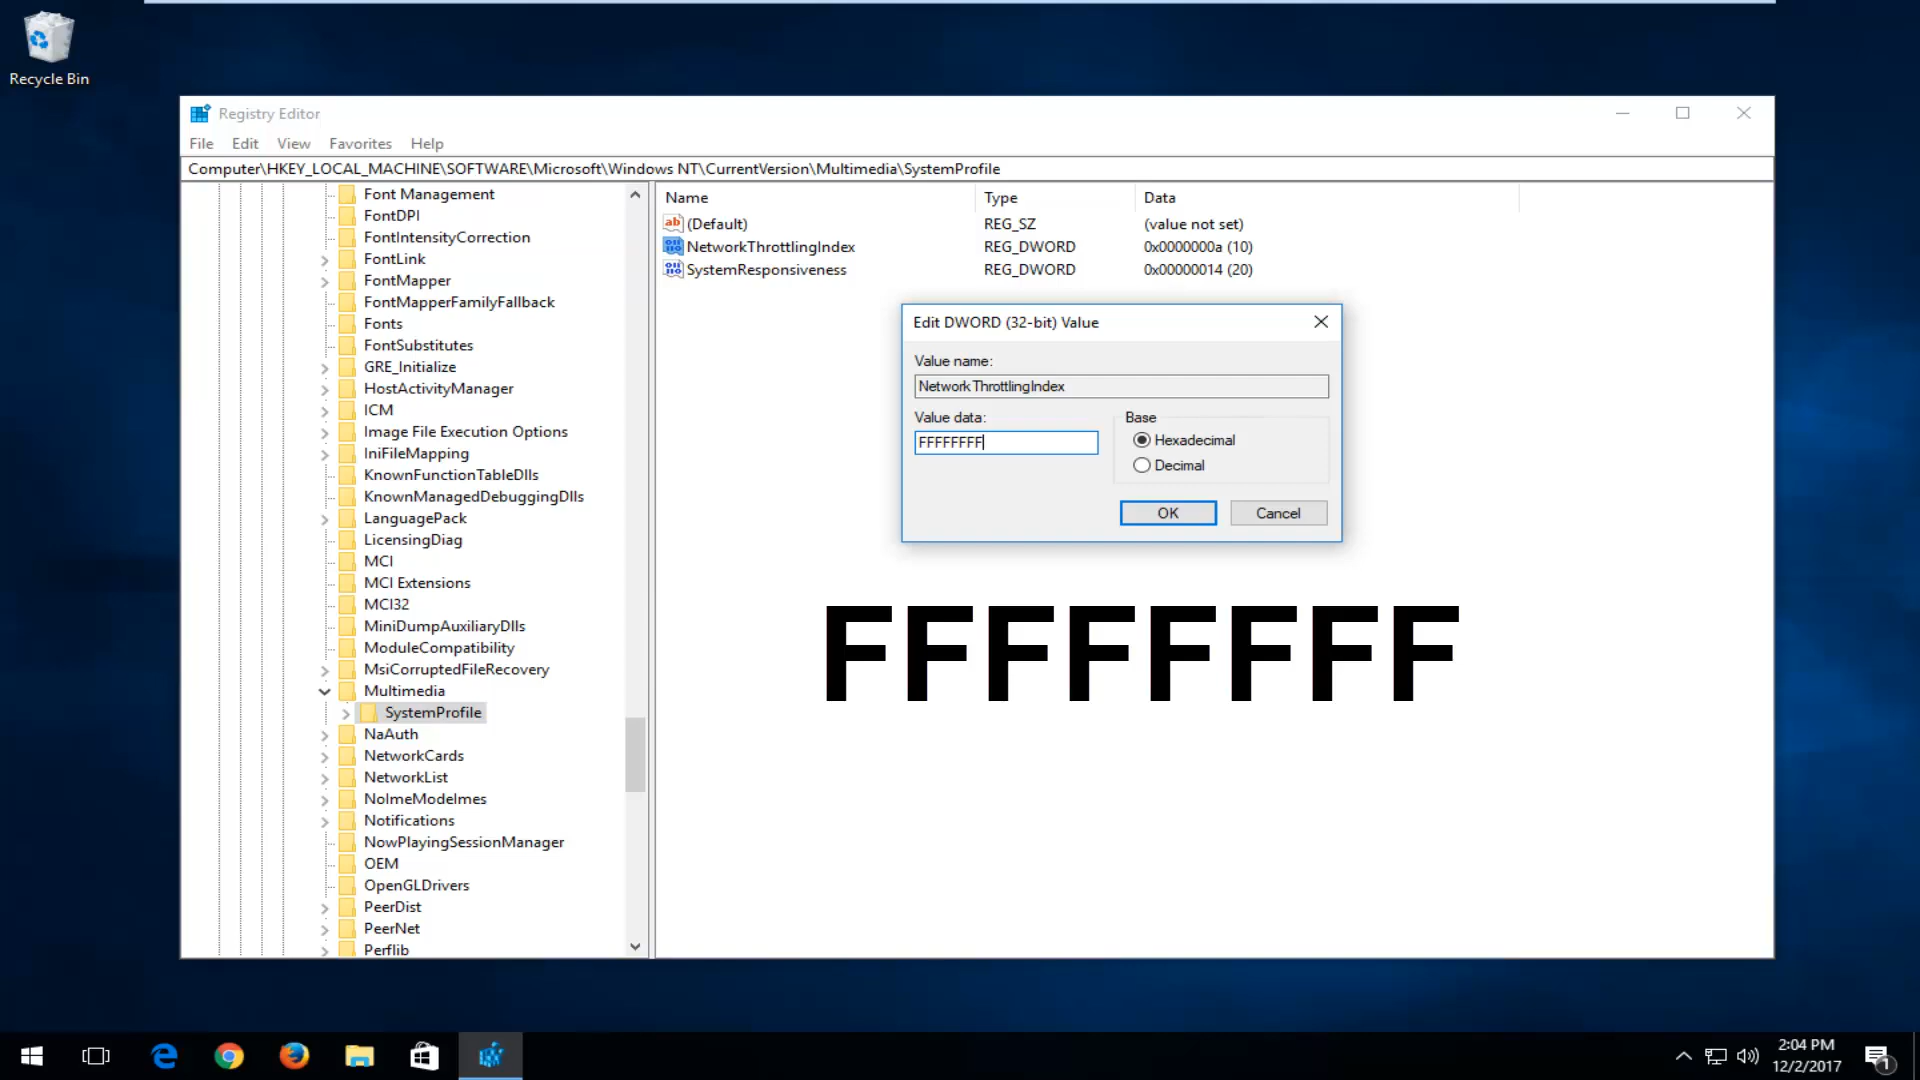 Recycle Bin
Registry Editor
File Edit View Favorites Help
Computer\HKEY_LOCAL_MACHINE\SOFTWARE\Microsoft\Windows NT\CurrentVersion\Multimedia\SystemProfile
Font Management
FontDPI
FontIntensityCorrection
FontLink
FontMapper
FontMapperFamilyFallback
Fonts
FontSubstitutes
GRE_Initialize
HostActivityManager
ICM
Image File Execution Options
IniFileMapping
KnownFunctionTableDlls
KnownManagedDebuggingDlls
LanguagePack
LicensingDiag
MCI
MCI Extensions
MCI32
MiniDumpAuxiliaryDlls
ModuleCompatibility
MsiCorruptedFileRecovery
Multimedia
SystemProfile
NaAuth
NetworkCards
NetworkList
NoImeModeImes
Notifications
NowPlayingSessionManager
OEM
OpenGLDrivers
PeerDist
PeerNet
Perflib
Name Type Data
ab (Default) REG_SZ (value not set)
NetworkThrottlingIndex REG_DWORD 0x0000000a (10)
SystemResponsiveness REG_DWORD 0x00000014 (20)
Edit DWORD (32-bit) Value
Value name:
NetworkThrottlingIndex
Value data:
FFFFFFFF
Base
Hexadecimal
Decimal
OK Cancel
FFFFFFFF
2:04 PM
12/2/2017
1